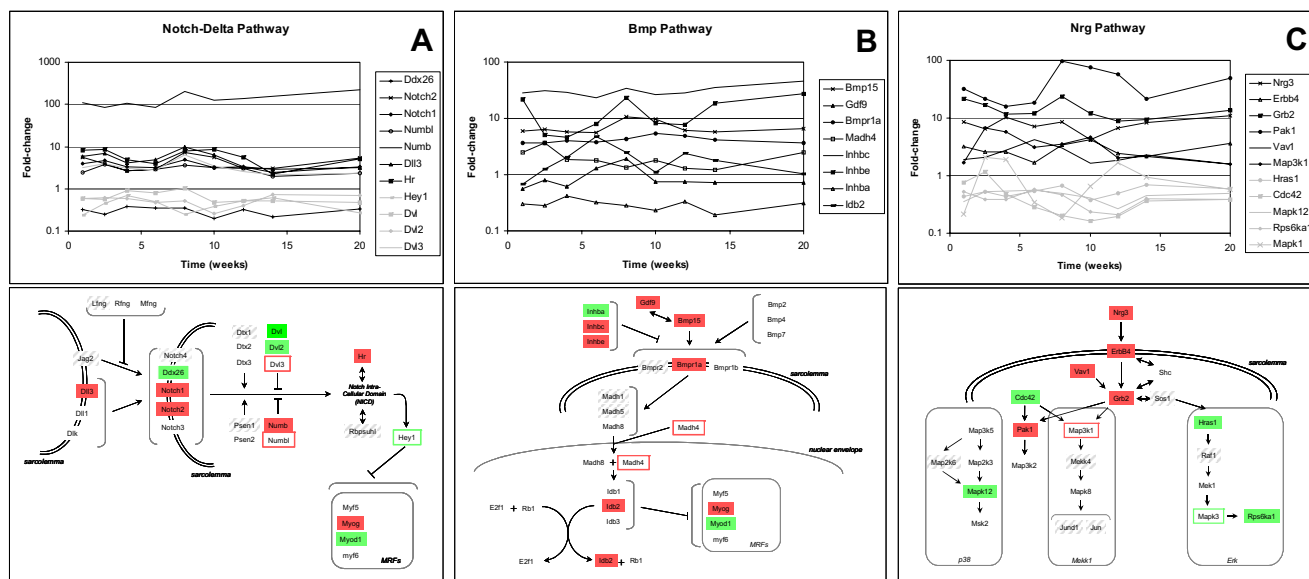 Notch-Delta Pathway
A
Fold-change
1000
100
10
1
0.1
0
5
10
15
20
Time (weeks)
Ddx26
Notch2
Notch1
Numbl
Numb
Dll3
Hr
Hey1
Dvl
Dvl2
Dvl3
Bmp Pathway
B
Fold-change
100
10
1
0.1
0
5
10
15
20
Time (weeks)
Bmp15
Gdf9
Bmpr1a
Madh4
Inhbc
Inhbe
Inhba
Idb2
Nrg Pathway
C
Fold-change
100
10
1
0.1
0
5
10
15
20
Time (weeks)
Nrg3
Erbb4
Grb2
Pak1
Vav1
Map3k1
Hras1
Cdc42
Mapk12
Rps6ka1
Mapk1
Lfng Rfng Mfng
Jag2
Dll3
Dll1
Dlk
sarcolemma
Notch4
Ddx26
Notch1
Notch2
Notch3
sarcolemma
Dtx1
Dtx2
Dtx3
Dvl
Dvl2
Dvl3
Psen1
Psen2
Numb
Numbl
Hr
Notch Intra-
Cellular Domain
(NICD)
Rbpsuhl
Hey1
Myf5
Myog
Myod1
myf6
MRFs
Inhba
Inhbc
Inhbe
Gdf9
Bmp15
Bmp2
Bmp4
Bmp7
Bmpr2
Bmpr1a
Bmpr1b
sarcolemma
Madh1
Madh5
Madh8
Madh4
nuclear envelope
Madh8 + Madh4
Idb1
Idb2
Idb3
E2f1 + Rb1
E2f1
Idb2 + Rb1
Myf5
Myog
Myod1
myf6
MRFs
Nrg3
ErbB4
sarcolemma
Vav1
Shc
Grb2
Sos1
Cdc42
Pak1
Map3k2
Map3k5
Map2k6
Map2k3
Mapk12
Msk2
p38
Map3k1
Mekk4
Mapk8
Jund1 Jun
Mekk1
Hras1
Raf1
Mek1
Mapk3
Rps6ka1
Erk